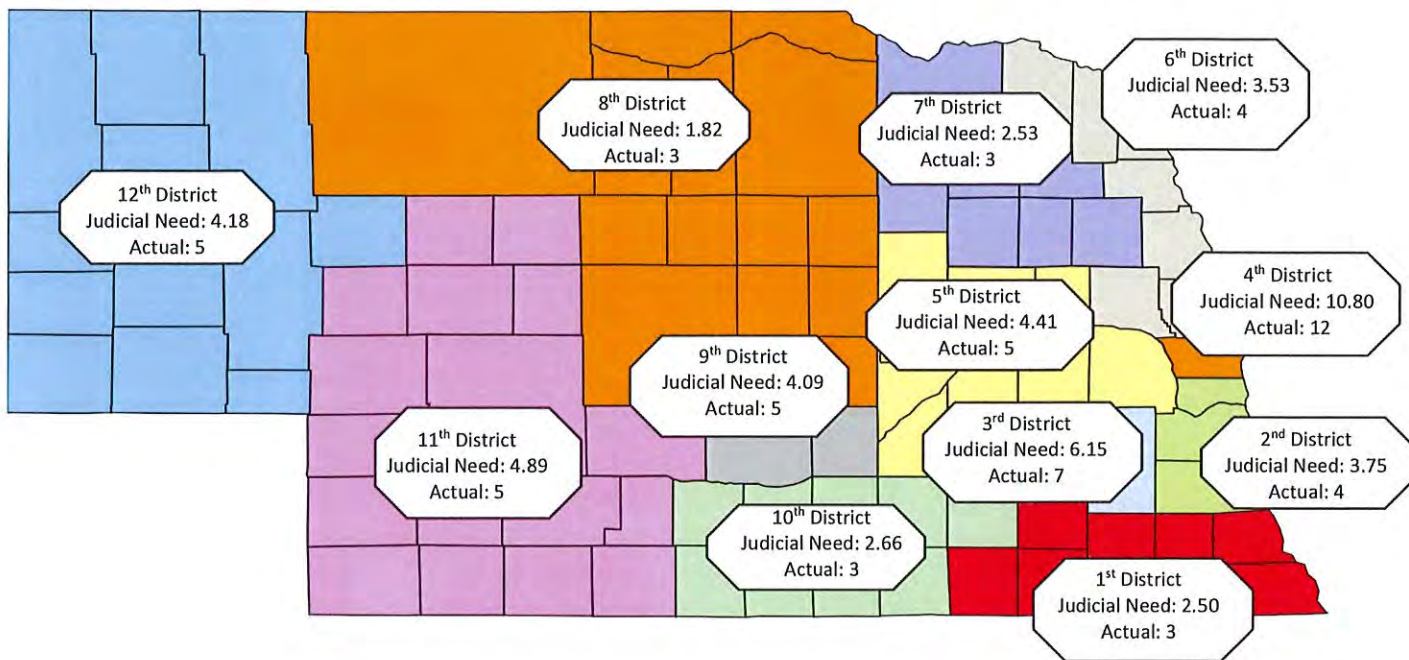 6th District
Judicial Need: 3.53
Actual: 4
8th District
Judicial Need: 1.82
Actual: 3
7th District
Judicial Need: 2.53
Actual: 3
12th District
Judicial Need: 4.18
Actual: 5
4th District
Judicial Need: 10.80
Actual: 12
5th District
Judicial Need: 4.41
Actual: 5
9th District
Judicial Need: 4.09
Actual: 5
11th District
Judicial Need: 4.89
Actual: 5
3rd District
Judicial Need: 6.15
Actual: 7
2nd District
Judicial Need: 3.75
Actual: 4
10th District
Judicial Need: 2.66
Actual: 3
1st District
Judicial Need: 2.50
Actual: 3